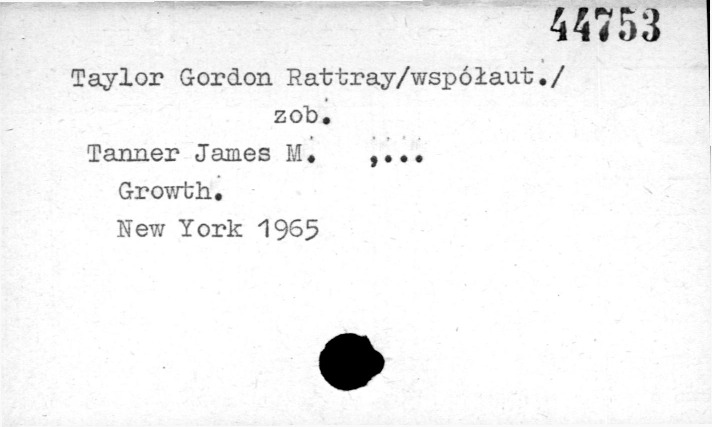 44753
Taylor Gordon Rattray/współaut./
zob.
Tanner James M. ,...
Growth.
New York 1965